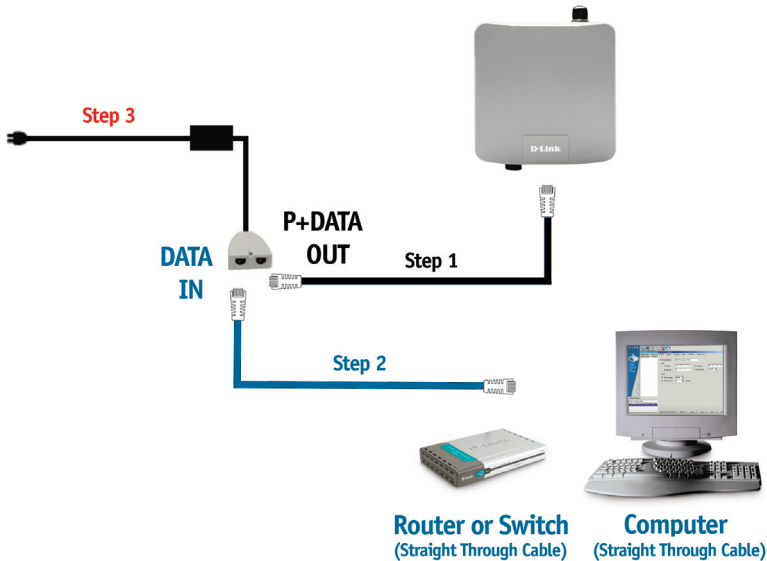 Step 3
D-Link
P+DATA
OUT
DATA
IN
Step 1
Step 2
D-Link
Router or Switch
(Straight Through Cable)
Computer
(Straight Through Cable)